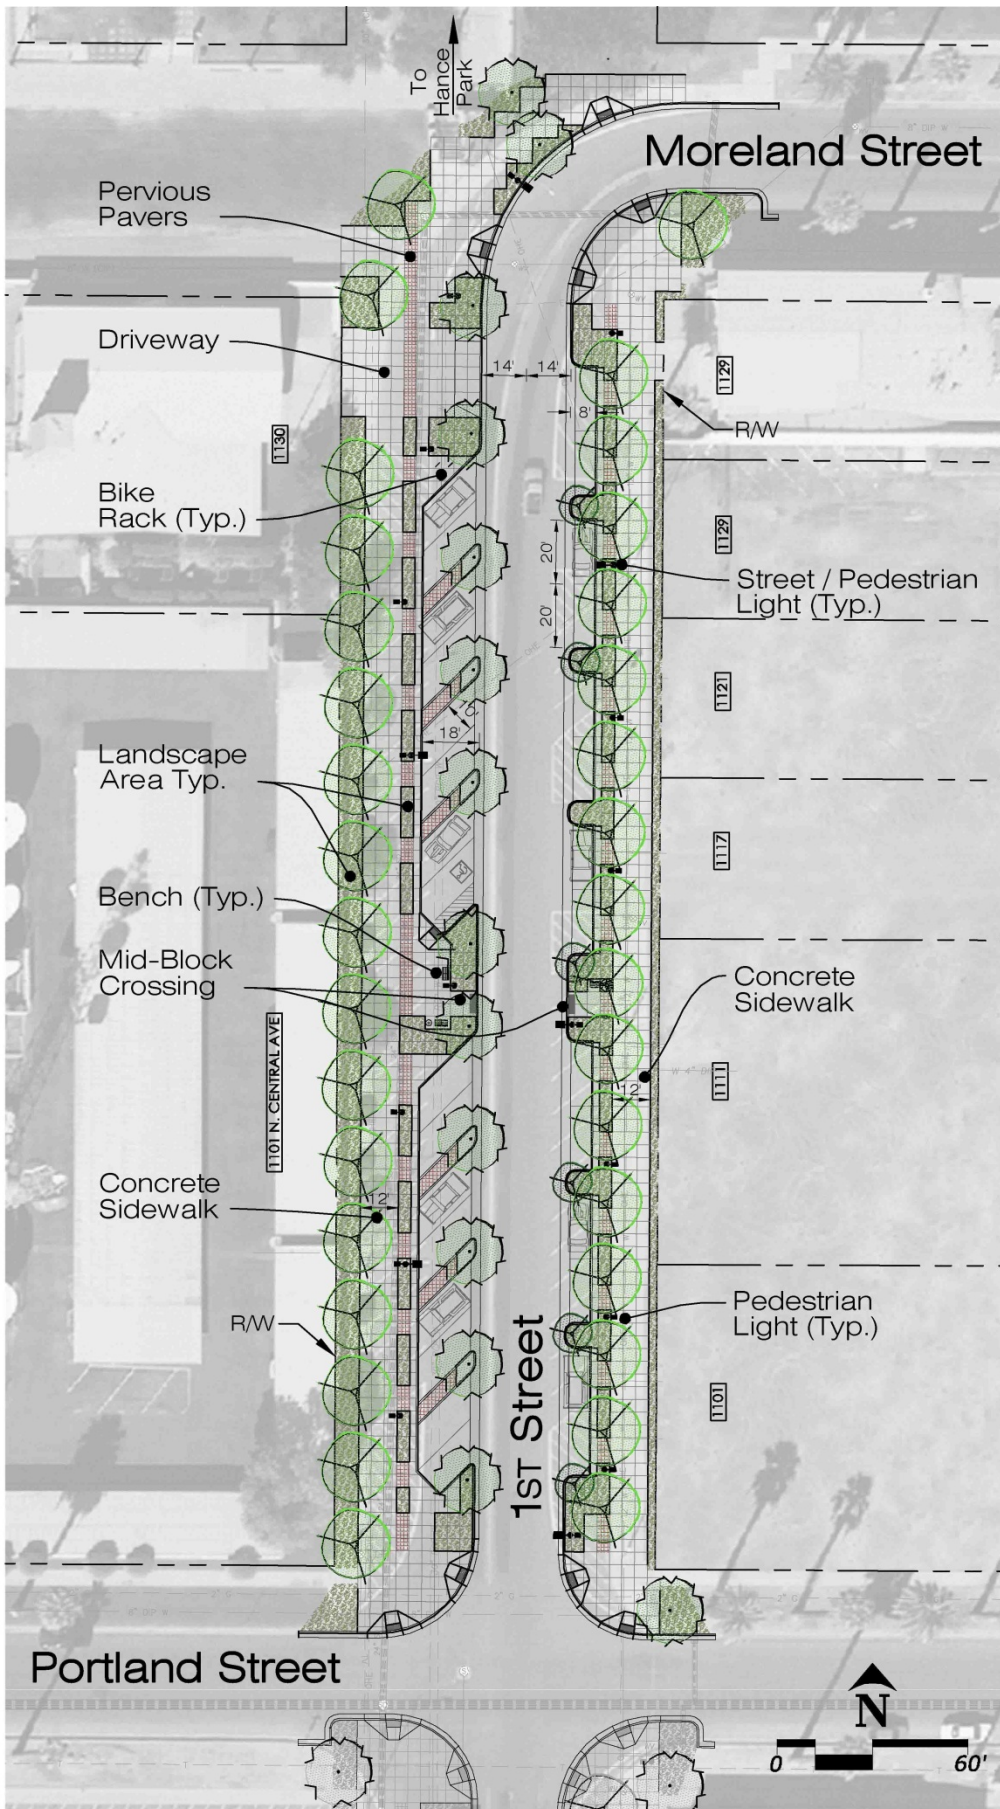 To
Hance
Park
Moreland Street
Pervious
Pavers
Driveway
14'
14'
8'
1129
R/W
1130
Bike
Rack (Typ.)
1129
20'
20'
Street / Pedestrian
Light (Typ.)
1121
18'
Landscape
Area Typ.
1117
Bench (Typ.)
Mid-Block
Crossing
Concrete
Sidewalk
1111
12'
1101 N. CENTRAL AVE
Concrete
Sidewalk
12'
R/W
Pedestrian
Light (Typ.)
1101
1ST Street
Portland Street
N
0
60'